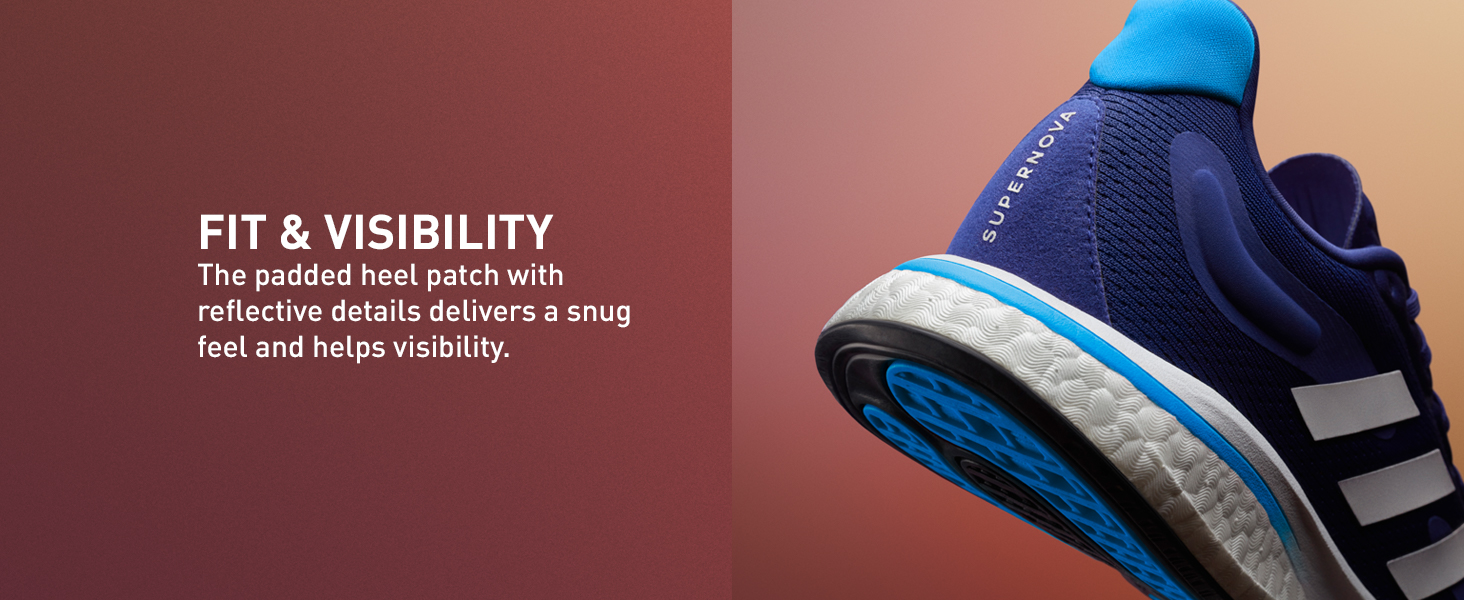 FIT & VISIBILITY
The padded heel patch with
reflective details delivers a snug
feel and helps visibility.
SUPERNOVA